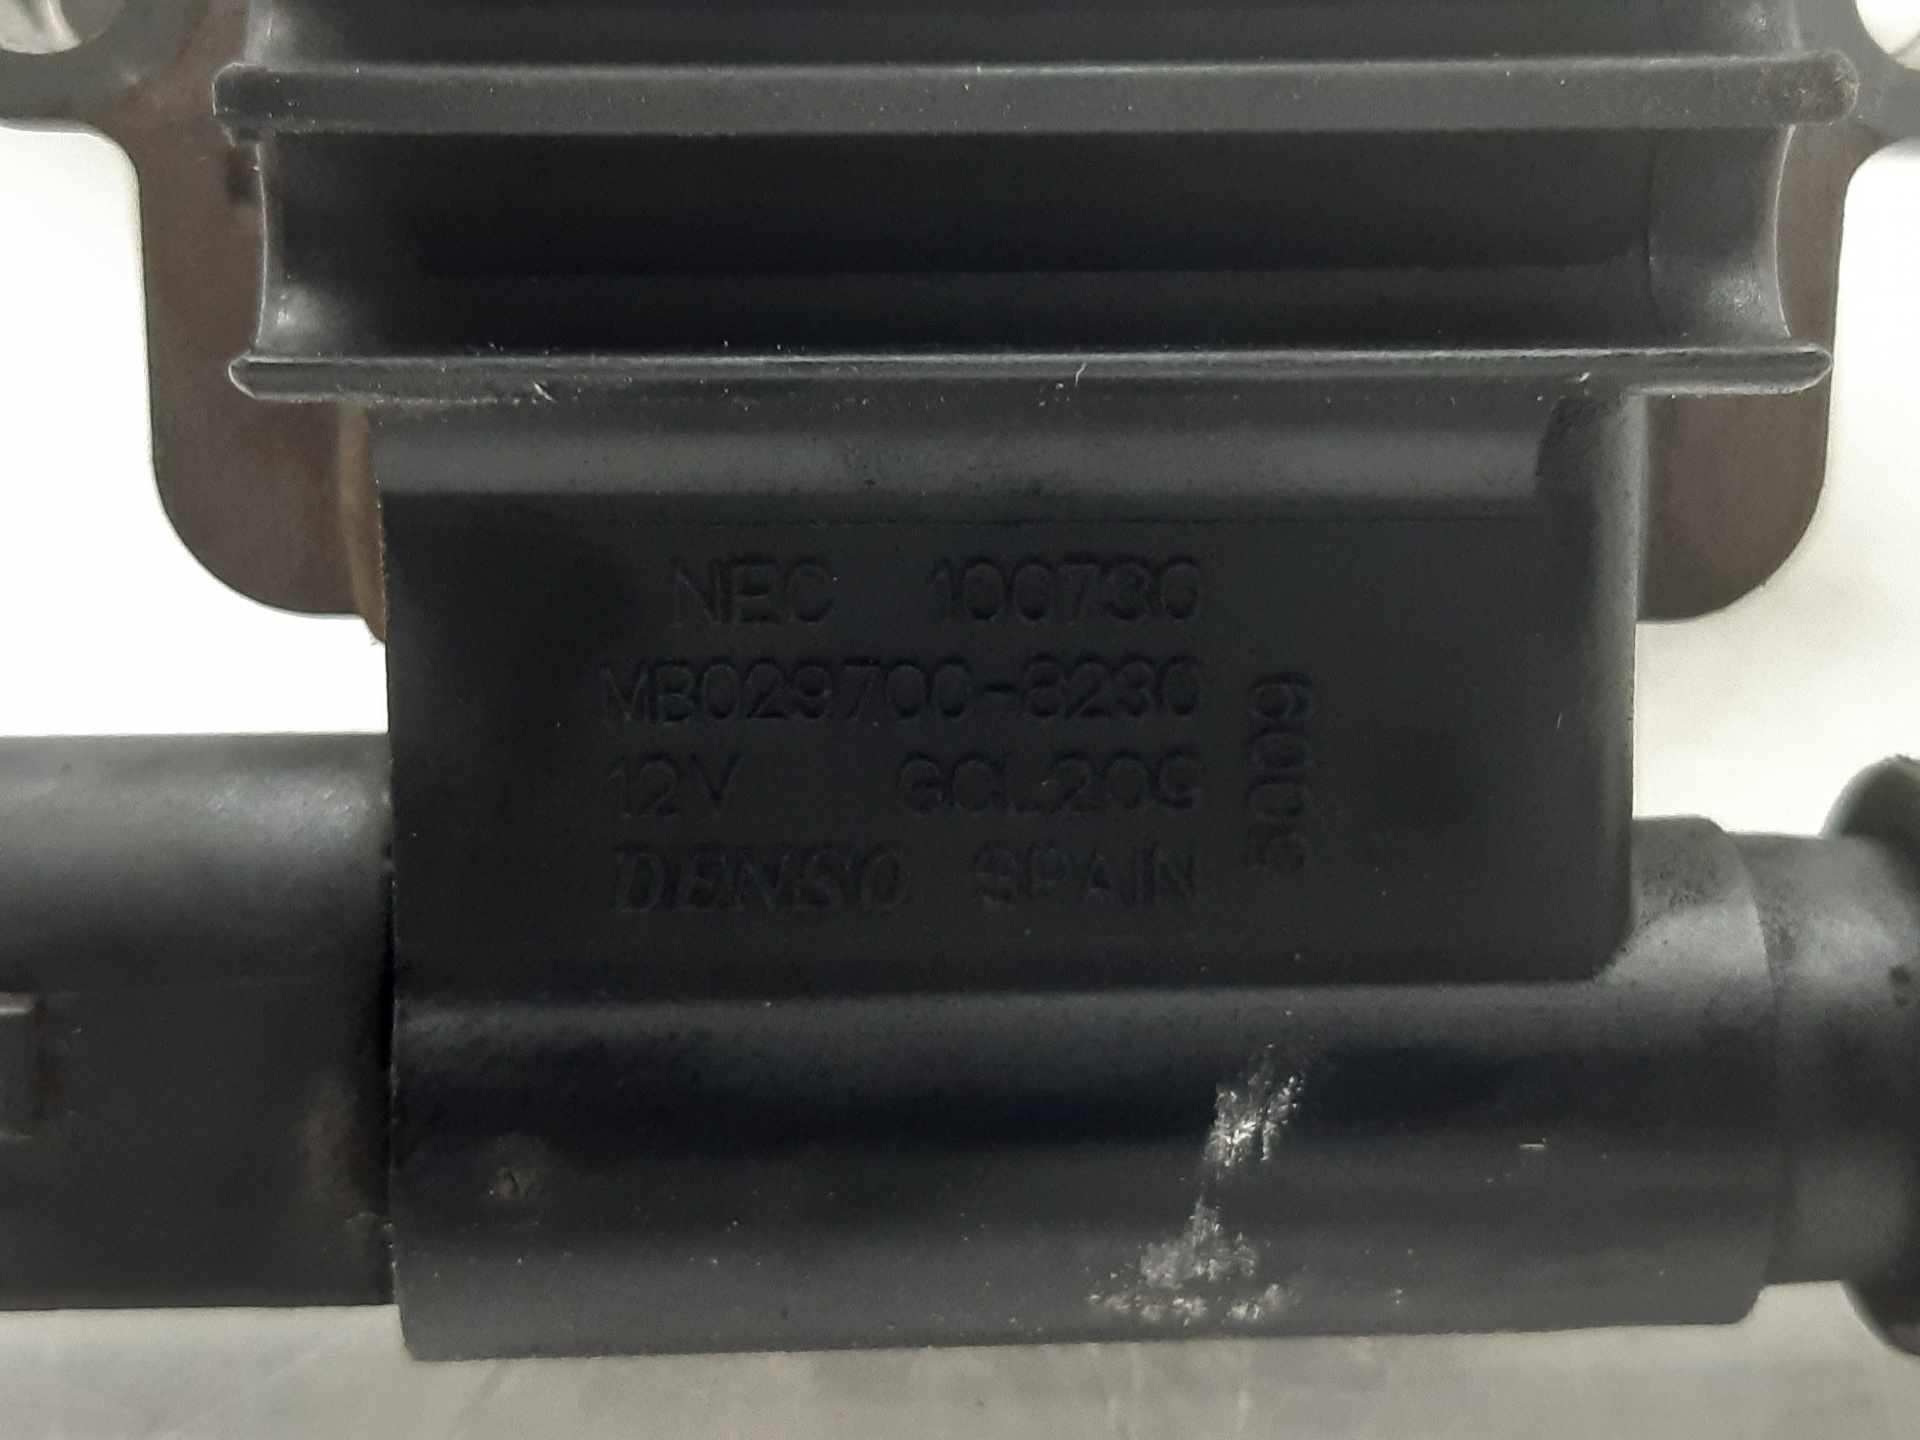 NEC 100730
MB029700-8230
12V GCL209
DENSO SPAIN
5009